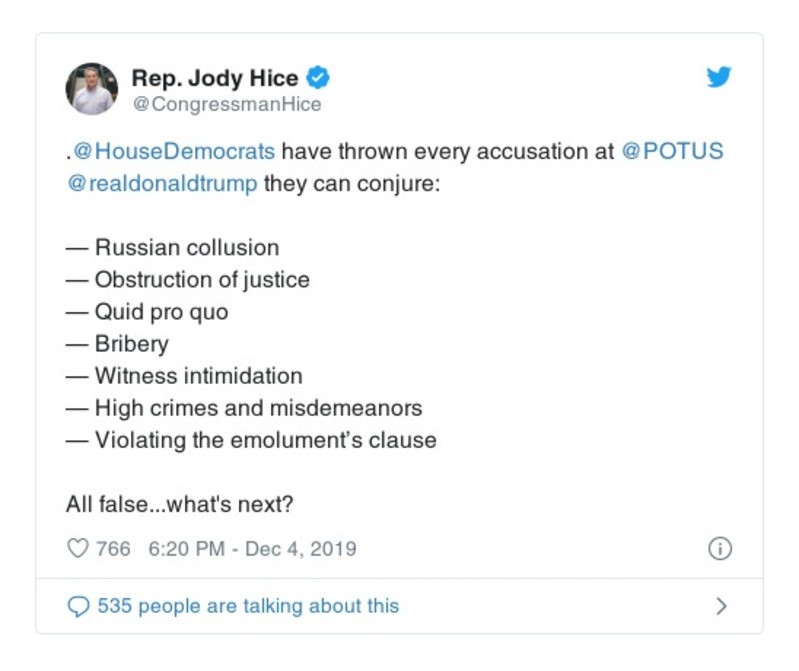 Rep. Jody Hice
@CongressmanHice
.@HouseDemocrats have thrown every accusation at @POTUS
@realdonaldtrump they can conjure:
— Russian collusion
— Obstruction of justice
— Quid pro quo
— Bribery
— Witness intimidation
— High crimes and misdemeanors
— Violating the emolument's clause
All false...what's next?
766 6:20 PM - Dec 4, 2019
535 people are talking about this